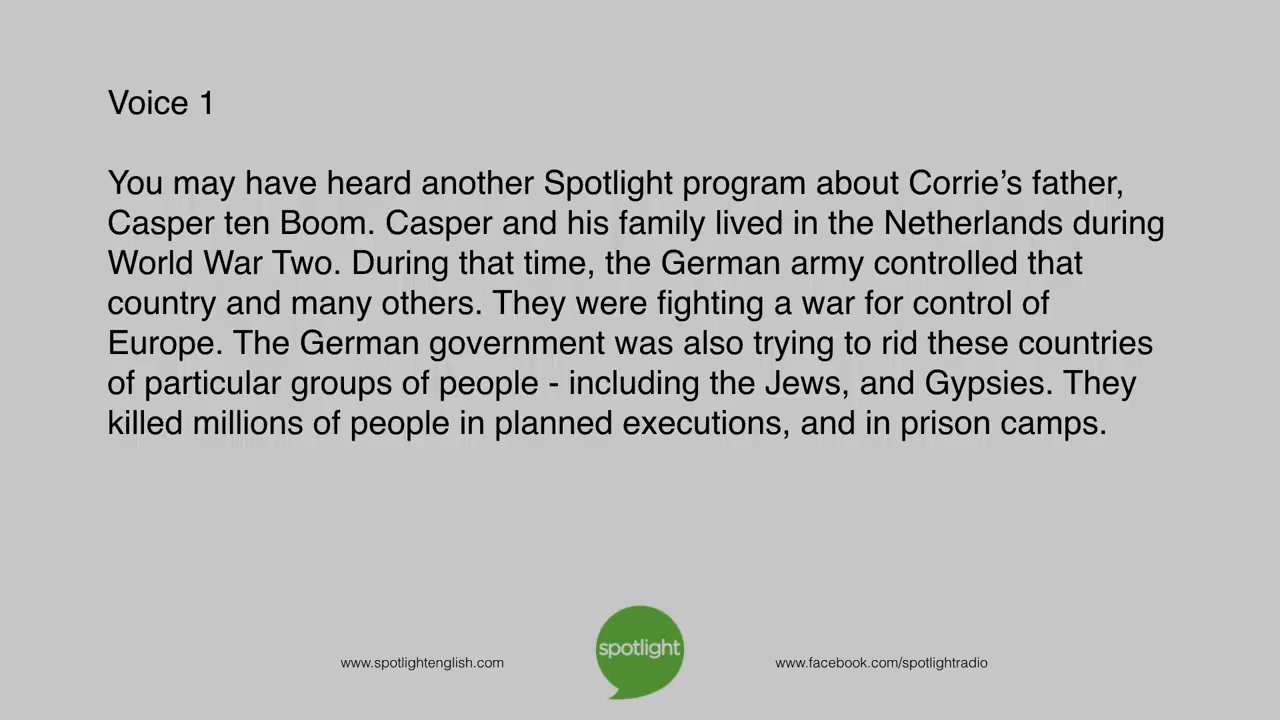 Voice 1
You may have heard another Spotlight program about Corrie’s father,
Casper ten Boom. Casper and his family lived in the Netherlands during
World War Two. During that time, the German army controlled that
country and many others. They were fighting a war for control of
Europe. The German government was also trying to rid these countries
of particular groups of people - including the Jews, and Gypsies. They
killed millions of people in planned executions, and in prison camps.
spotlight
www.spotlightenglish.com
www.facebook.com/spotlightradio